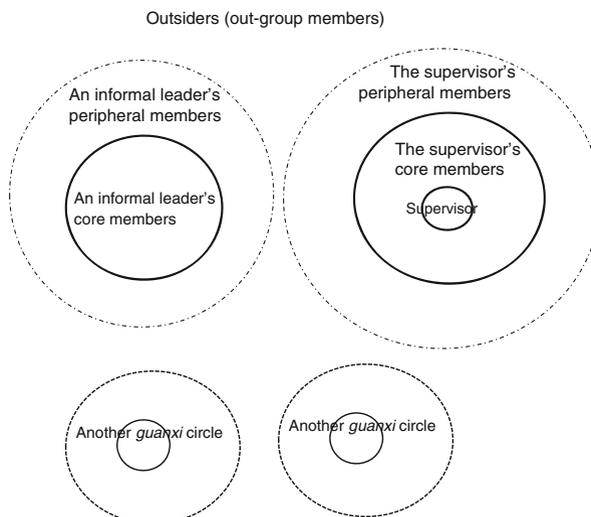 Outsiders (out-group members)
An informal leader's
peripheral members
The supervisor's
peripheral members
An informal leader's
core members
The supervisor's
core members
Supervisor
Another guanxi circle
Another guanxi circle